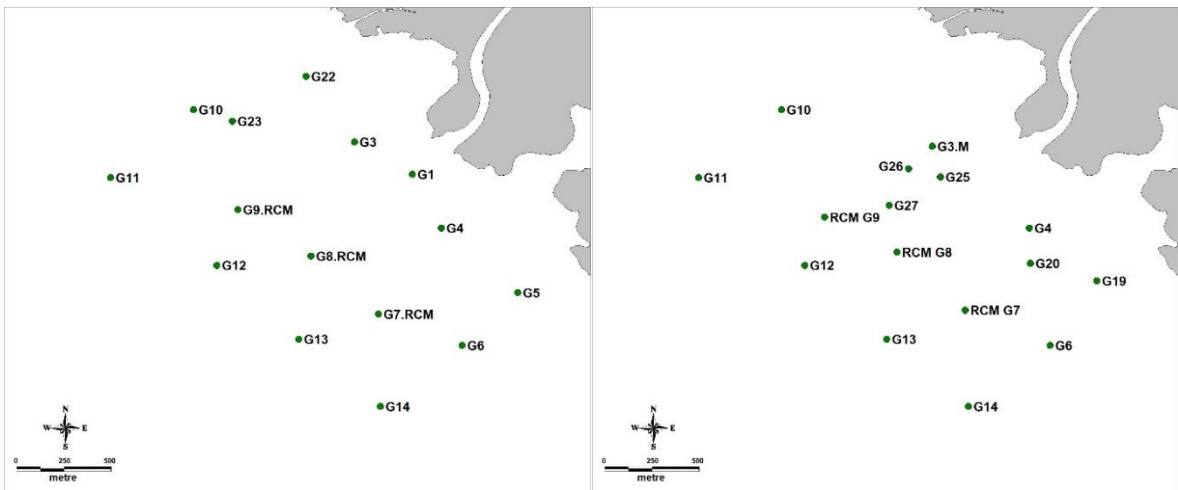 G22
G10
G23
G3
G11
G1
G9.RCM
G4
G8.RCM
G12
G5
G7.RCM
G13
G6
G14
N
W E
S
0 250 500
metre
G10
G3.M
G26
G25
G11
G27
RCM G9
G4
RCM G8
G12
G20
G19
RCM G7
G13
G6
G14
N
W E
S
0 250 500
metre